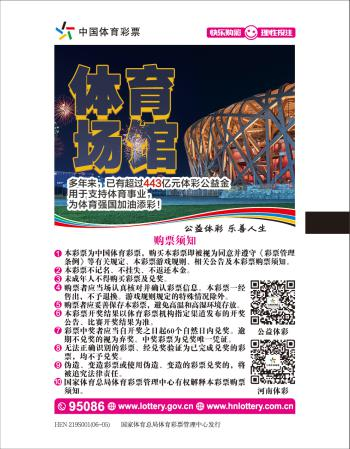 中国体育彩票
快乐购彩 理性投注
体育
场馆
多年来，已有超过443亿元体彩公益金
用于支持体育事业，
为体育强国加油添彩！
公益体彩 乐善人生
购票须知
1 本彩票为中国体育彩票，购买本彩票即被视为同意并遵守《彩票管理
条例》等有关规定、本彩票游戏规则、相关公告及本彩票购票须知。
2 本彩票不记名、不挂失、不返还本金。
3 未成年人不得购买彩票及兑奖。
4 购票者应当场认真核对并确认彩票信息。本彩票一经
售出，不予退换。游戏规则规定的特殊情况除外。
5 购票者应妥善保存本彩票，避免高温和高湿环境存放。
6 本彩票开奖结果以体育彩票机构指定渠道发布的开奖
公告、比赛开奖结果为准。
7 彩票中奖者应当自开奖之日起60个自然日内兑奖。逾
期不兑奖的视为弃奖。中奖彩票为兑奖唯一凭证。
8 无法正确识别的彩票、经兑奖验证为已完成兑奖的彩
票，均不予兑奖。
9 伪造、变造彩票或使用伪造、变造的彩票兑奖的，将
被追究法律责任。
10 国家体育总局体育彩票管理中心有权解释本彩票购票
须知。
公益体彩
河南体彩
95086 www.lottery.gov.cn www.hnlottery.com.cn
HEN 2195001(06-05) 国家体育总局体育彩票管理中心发行